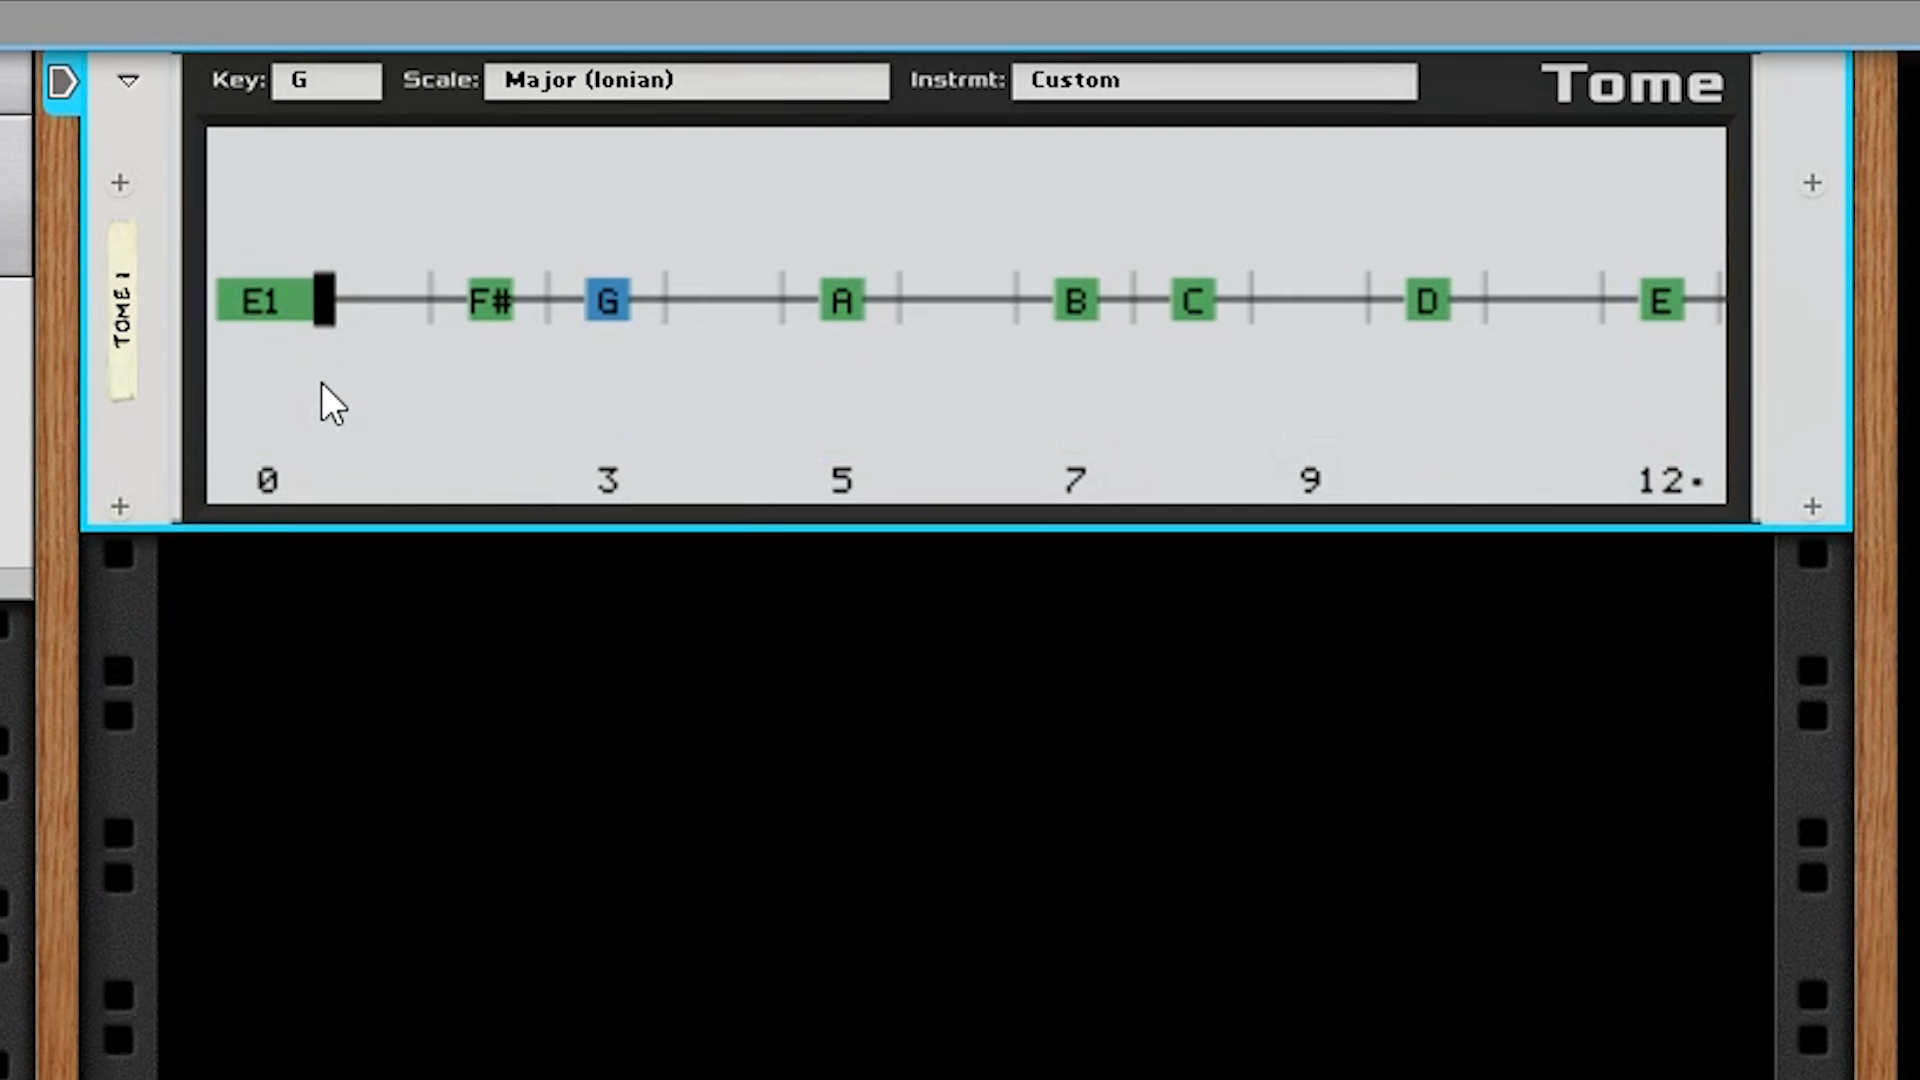 Key: G Scale: Major (Ionian) Instrmt: Custom Tome
TOME 1
E1 F# G A B C D E
0 3 5 7 9 12•